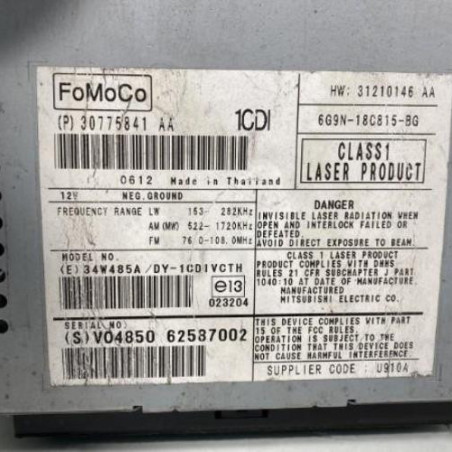 FoMoCo
HW: 31210146 AA
(P) 30775841 AA
1CDI
6G9N-18C815-BG
CLASS1
LASER PRODUCT
0612 Made in Thailand
12V NEG.GROUND
FREQUENCY RANGE LW 153- 282KHz
AM (MW) 522- 1720KHz
FM 76.0-108.0MHz
DANGER
INVISIBLE LASER RADIATION WHEN
OPEN AND INTERLOCK FAILED OR
DEFEATED.
AVOID DIRECT EXPOSURE TO BEAM.
MODEL NO.
(E) 34W485A/DY-1CDIVCTH
e13
023204
CLASS 1 LASER PRODUCT
PRODUCT COMPLIES WITH DHHS
RULES 21 CFR SUBCHAPTER J PART
1040:10 AT DATE OF MANUFACTURE.
MANUFACTURED
MITSUBISHI ELECTRIC CO.
SERIAL NO.
(S)V04850 62587002
THIS DEVICE COMPLIES WITH PART
15 OF THE FCC RULES.
OPERATION IS SUBJECT TO THE
CONDITION THAT THIS DEVICE DOES
NOT CAUSE HARMFUL INTERFERENCE.
SUPPLIER CODE : U910A